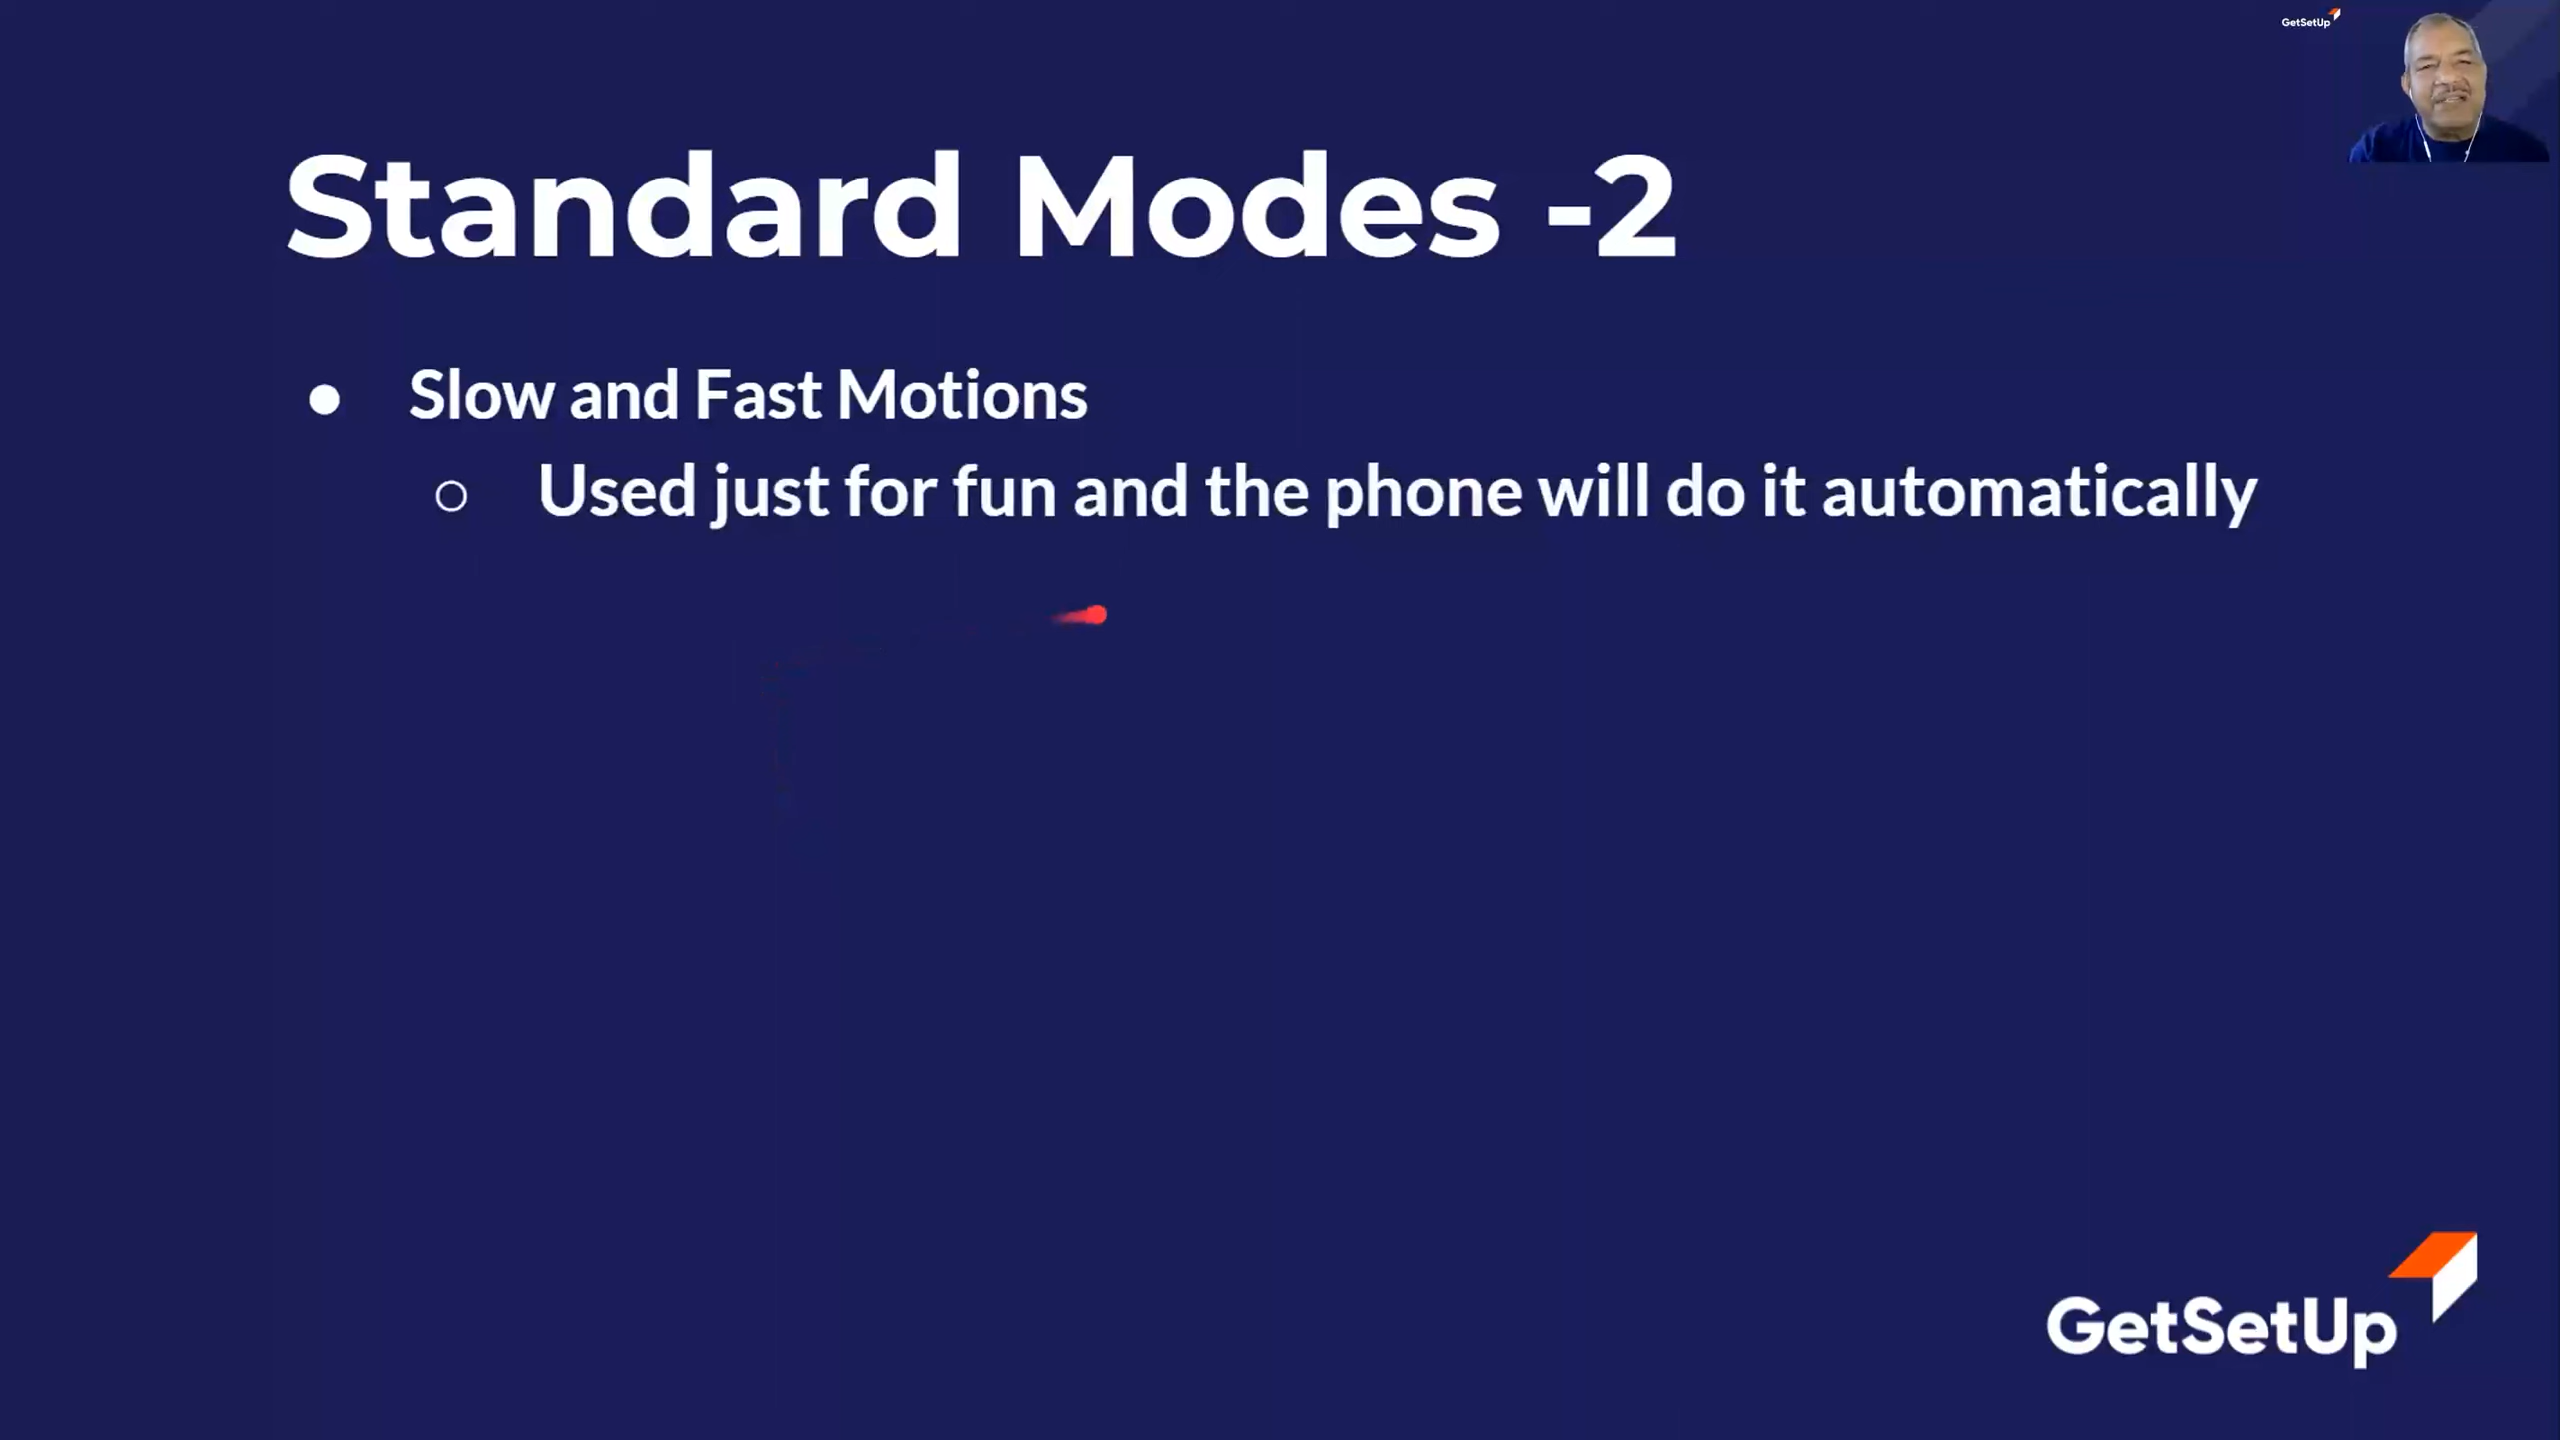 GetSetUp
Standard Modes -2
● Slow and Fast Motions
○ Used just for fun and the phone will do it automatically
GetSetUp